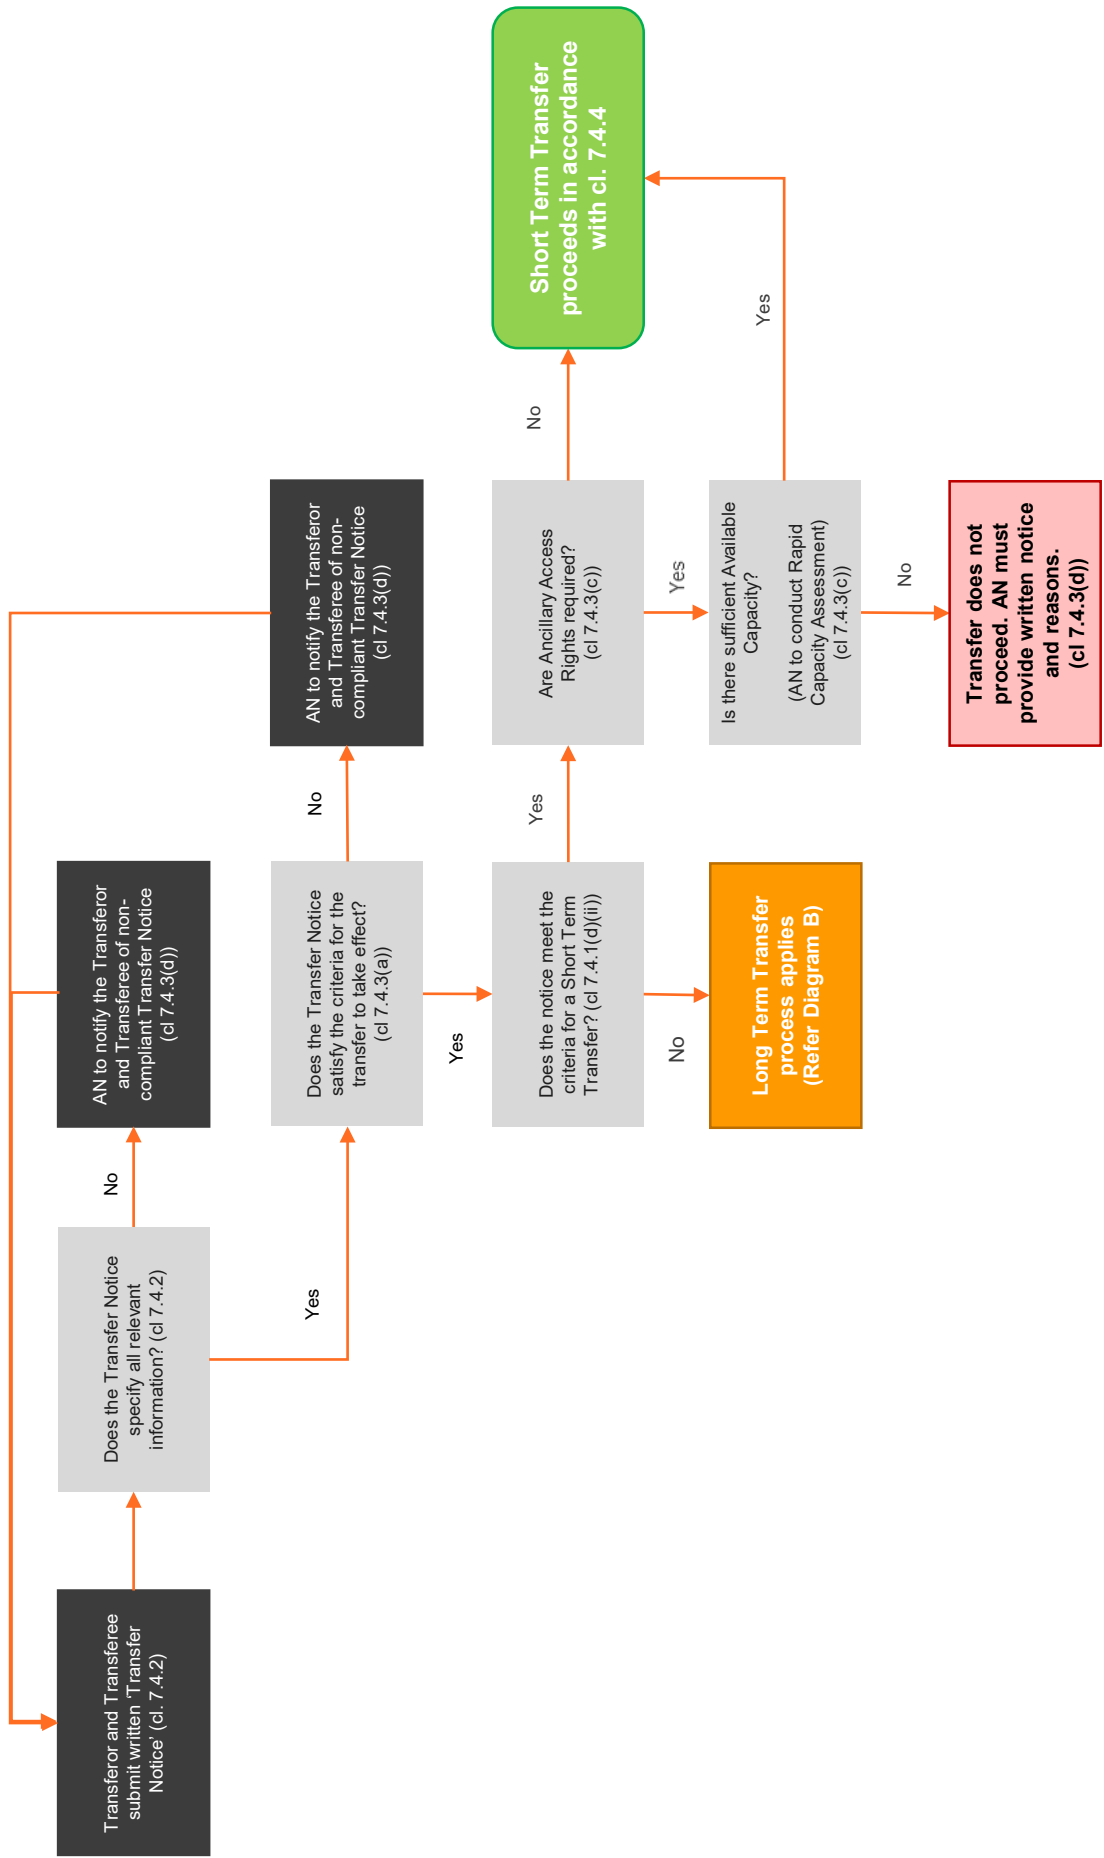 Transferor and Transferee
submit written ‘Transfer
Notice’ (cl. 7.4.2)
Does the Transfer Notice
specify all relevant
information? (cl 7.4.2)
No
AN to notify the Transferor
and Transferee of non-
compliant Transfer Notice
(cl 7.4.3(d))
Yes
Does the Transfer Notice
satisfy the criteria for the
transfer to take effect?
(cl 7.4.3(a))
No
AN to notify the Transferor
and Transferee of non-
compliant Transfer Notice
(cl 7.4.3(d))
Yes
Does the notice meet the
criteria for a Short Term
Transfer? (cl 7.4.1(d)(ii))
Yes
Are Ancillary Access
Rights required?
(cl 7.4.3(c))
No
Short Term Transfer
proceeds in accordance
with cl. 7.4.4
No
Long Term Transfer
process applies
(Refer Diagram B)
Yes
Is there sufficient Available
Capacity?
(AN to conduct Rapid
Capacity Assessment)
(cl 7.4.3(c))
Yes
No
Transfer does not
proceed. AN must
provide written notice
and reasons.
(cl 7.4.3(d))